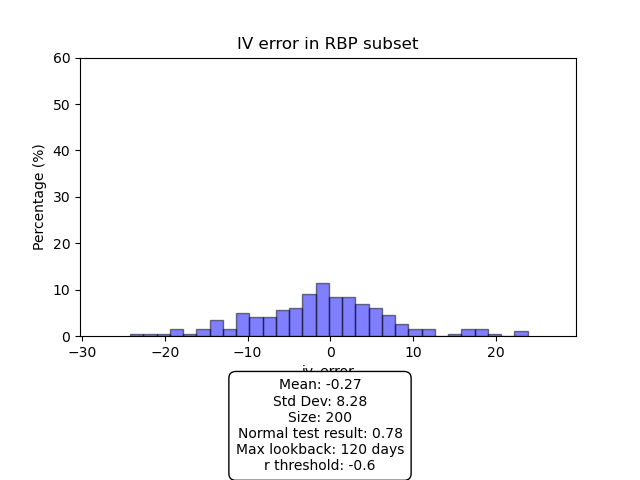 IV error in RBP subset
Percentage (%)
60
50
40
30
20
10
0
−30 −20 −10 0 10 20
iv_error
Mean: -0.27
Std Dev: 8.28
Size: 200
Normal test result: 0.78
Max lookback: 120 days
r threshold: -0.6